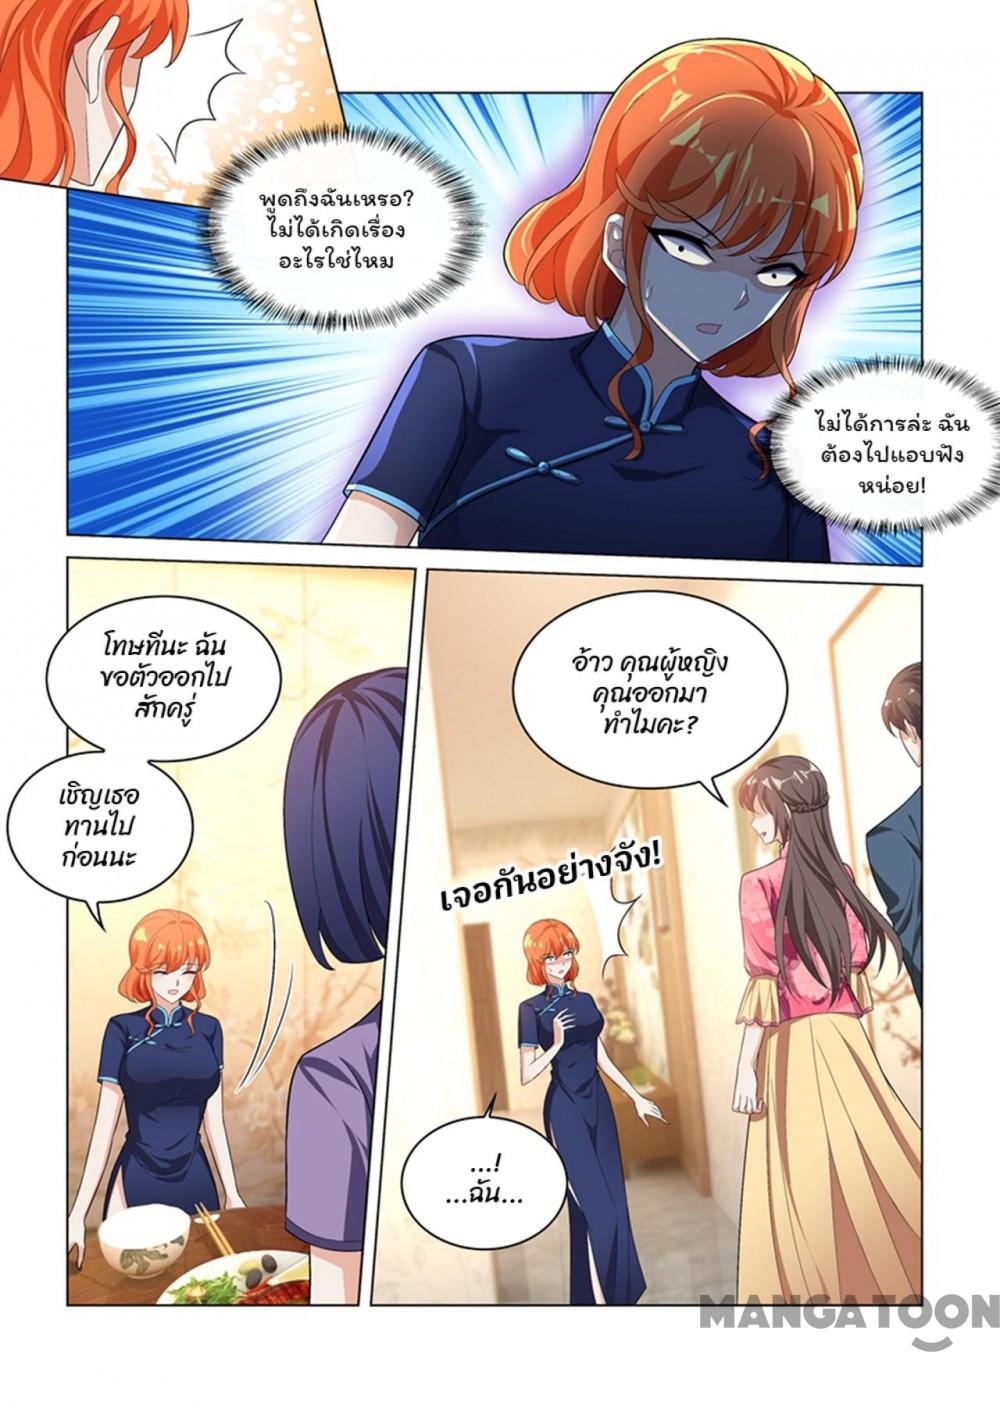 พูดถึงฉันเหรอ?
ไม่ได้เกิดเรื่อง
อะไรใช่ไหม
ไม่ได้การล่ะ ฉัน
ต้องไปแอบฟัง
หน่อย!
โทษทีนะ ฉัน
ขอตัวออกไป
สักครู่
เชิญเธอ
ทานไป
ก่อนนะ
อ้าว คุณผู้หญิง
คุณออกมา
ทำไมคะ?
เจอกันอย่างจัง!
...!
...ฉัน...
MANGATOON